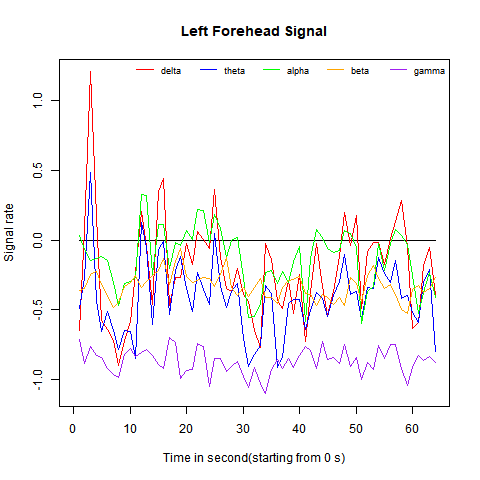 Left Forehead Signal
delta theta alpha beta gamma
Signal rate
1.0
0.5
0.0
-0.5
-1.0
0 10 20 30 40 50 60
Time in second(starting from 0 s)